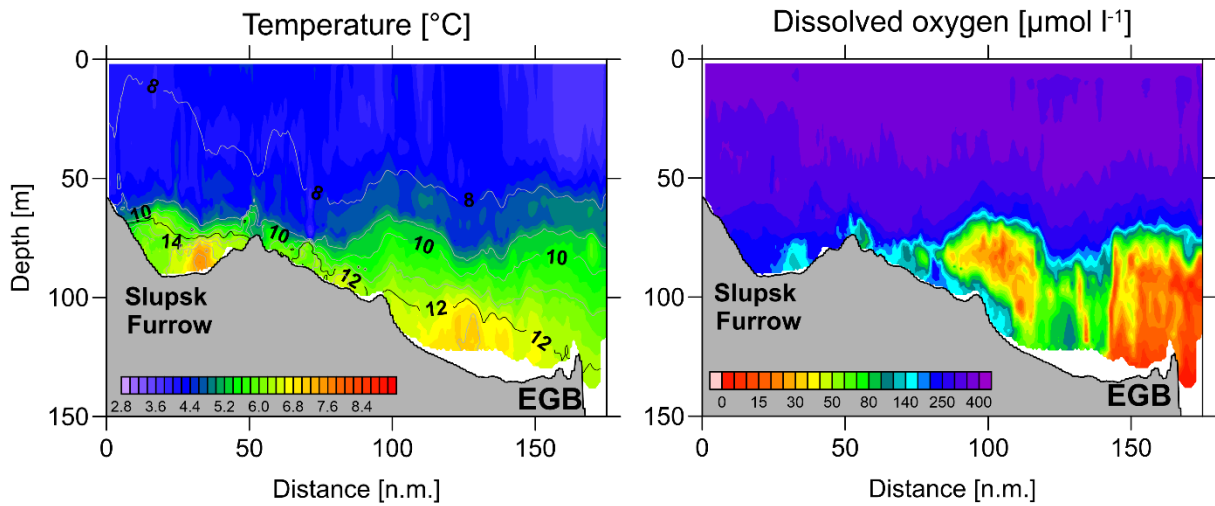 Temperature [°C]
0
50
100
150
Depth [m]
8
8
8
10
10
10
10
14
12
12
12
Slupsk
Furrow
EGB
2.8 3.6 4.4 5.2 6.0 6.8 7.6 8.4
0 50 100 150
Distance [n.m.]
Dissolved oxygen [µmol l-1]
0
50
100
150
Slupsk
Furrow
EGB
0 15 30 50 80 140 250 400
0 50 100 150
Distance [n.m.]